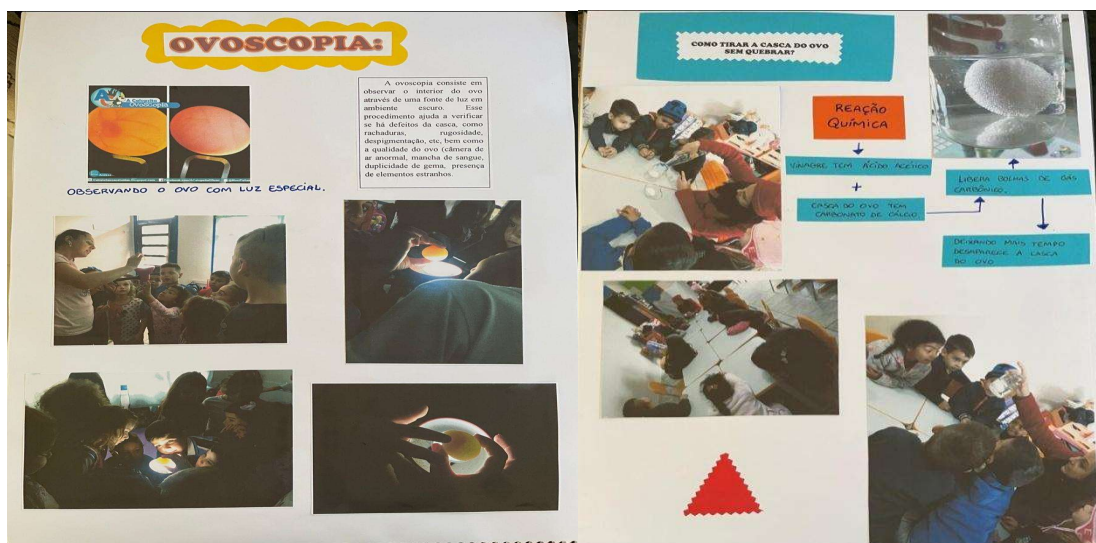 OVOSCOPIA:
A Galinha
Ovoscopia
A ovoscopia consiste em
observar o interior do ovo
através de uma fonte de luz em
ambiente escuro. Esse
procedimento ajuda a verificar
se há defeitos da casca, como
rachaduras, rugosidade,
despigmentação, etc, bem como
a qualidade do ovo (câmera de
ar anormal, mancha de sangue,
duplicidade de gema, presença
de elementos estranhos
OBSERVANDO O OVO COM LUZ ESPECIAL.
COMO TIRAR A CASCA DO OVO
SEM QUEBRAR?
REAÇÃO
QUÍMICA
VINAGRE TEM ÁCIDO ACÉTICO
+
CASCA DO OVO TEM
CARBONATO DE CÁLCIO
LIBERA BOLHAS DE GÁS
CARBÔNICO.
DEIXANDO MAIS TEMPO
DESAPARECE A CASCA
DO OVO